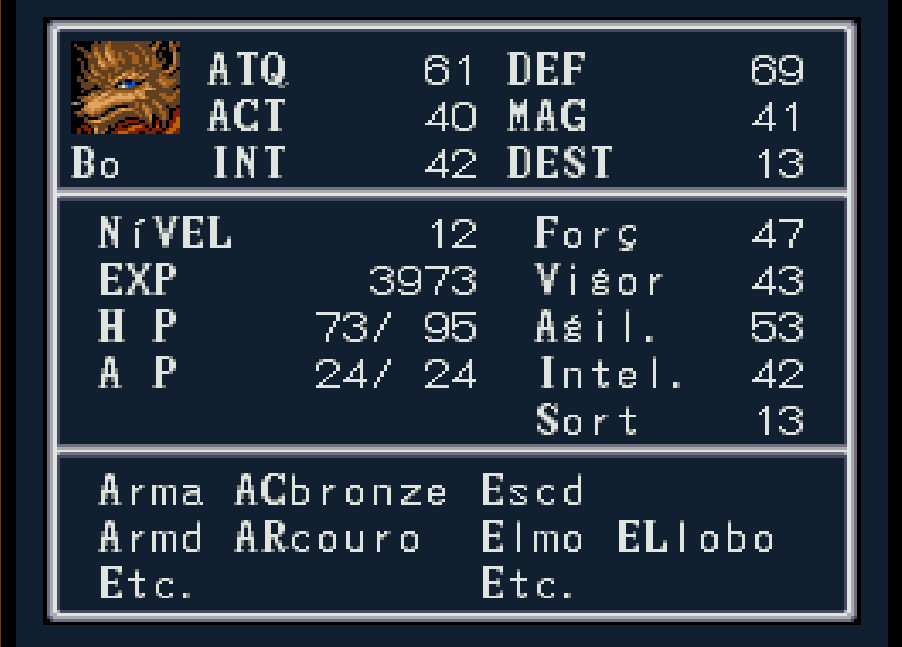 ATQ 61 DEF 69
ACT 40 MAG 41
Bo INT 42 DEST 13
NíVEL 12 Forç 47
EXP 3973 Vigor 43
H P 73/ 95 Agil. 53
A P 24/ 24 Intel. 42
Sort 13
Arma ACbronze Escd
Armd ARcouro Elmo ELlobo
Etc. Etc.